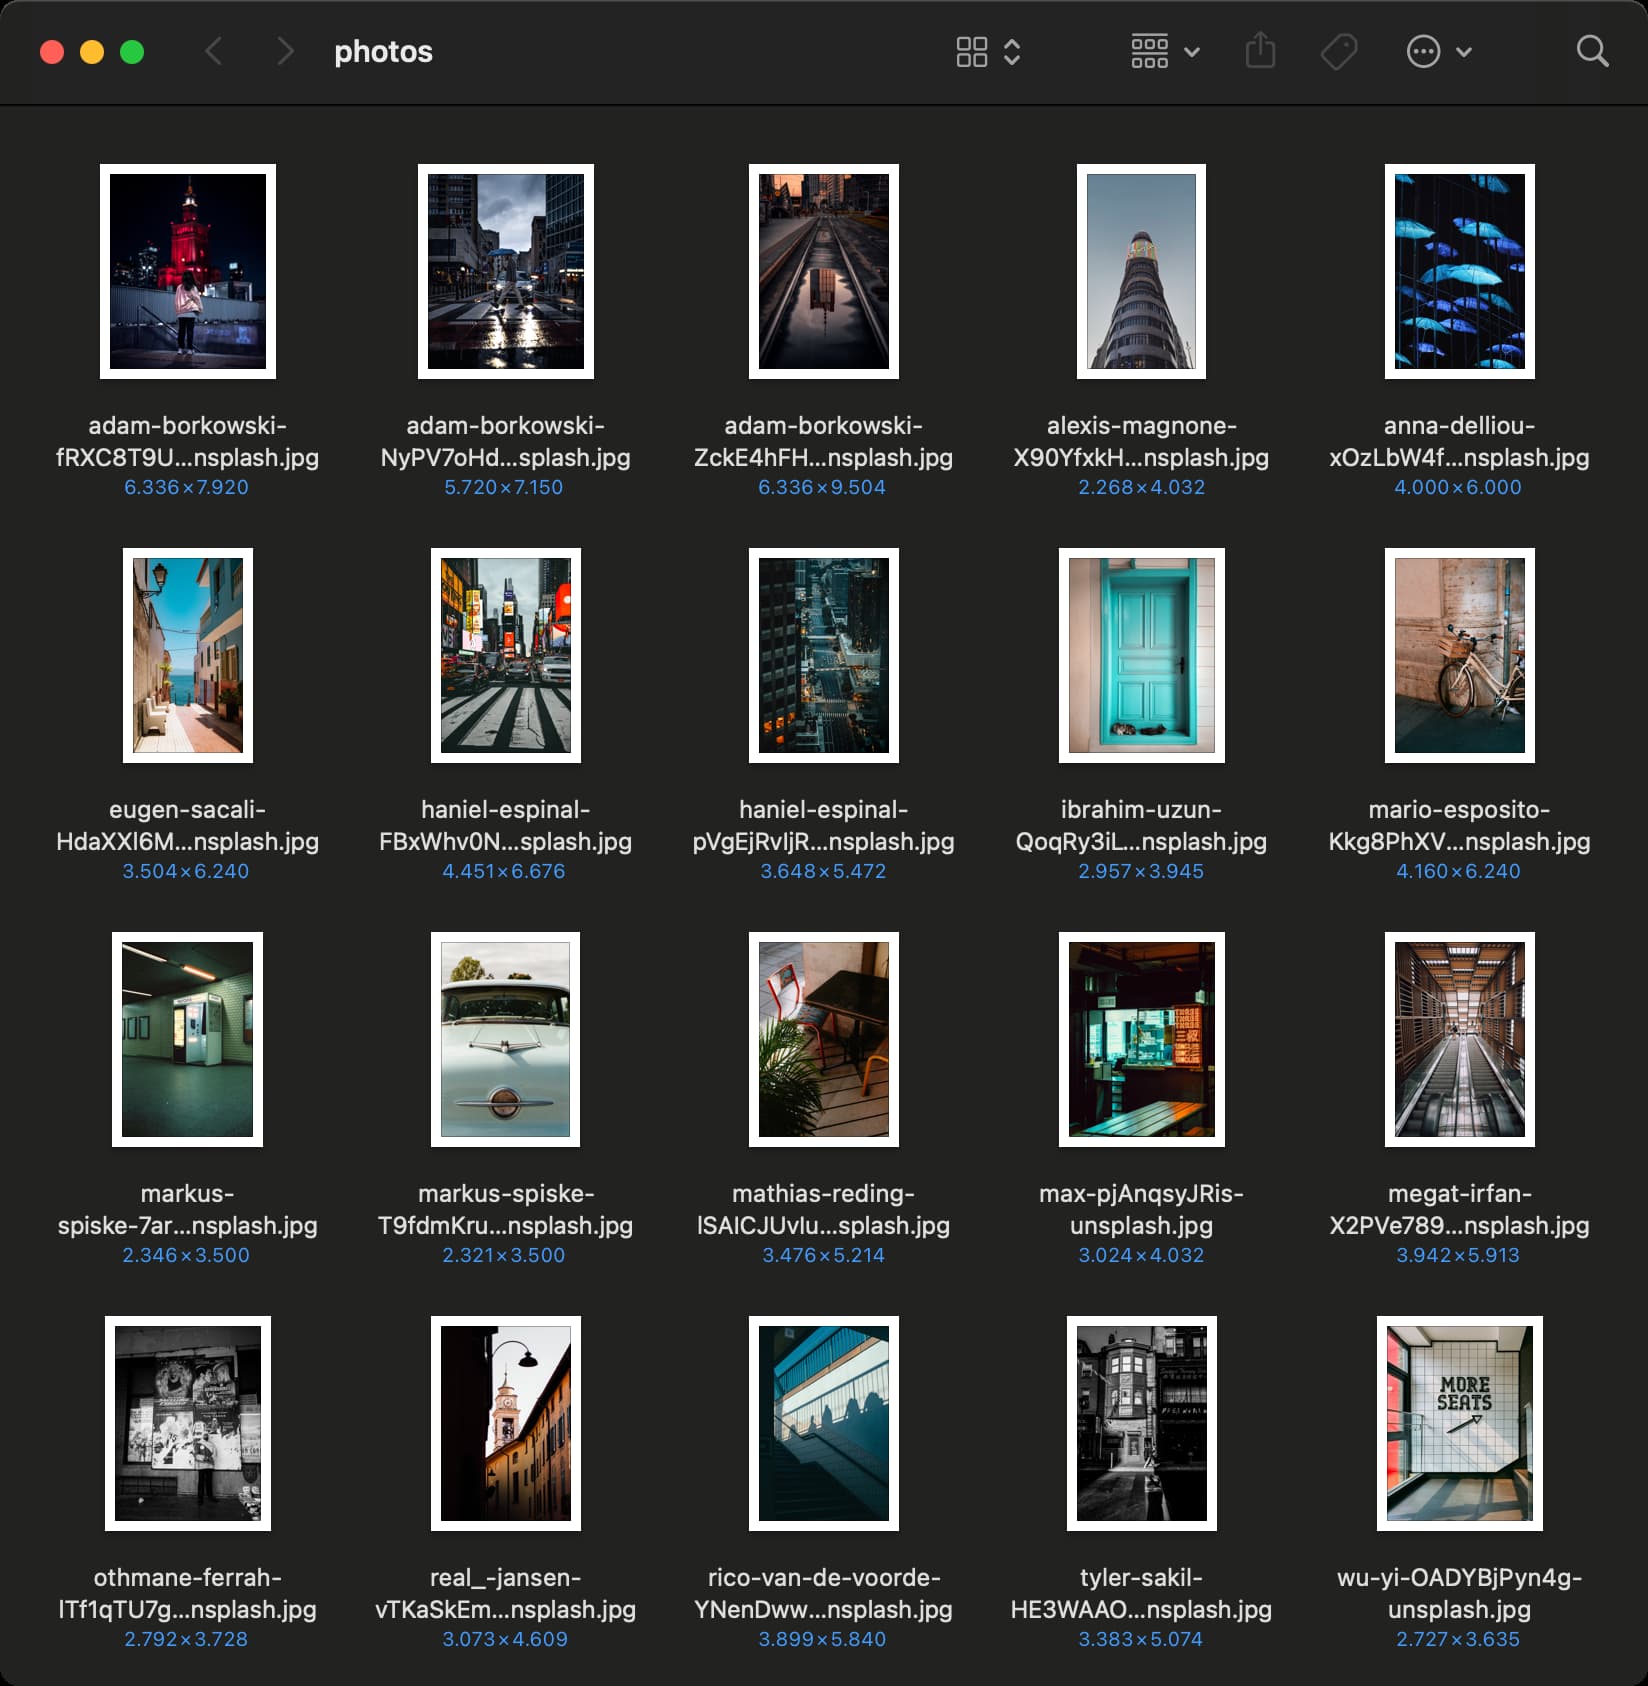 photos
adam-borkowski-
fRXC8T9U...nsplash.jpg
6.336×7.920
adam-borkowski-
NyPV7oHd...splash.jpg
5.720×7.150
adam-borkowski-
ZckE4hFH...nsplash.jpg
6.336×9.504
alexis-magnone-
X90YfxkH...nsplash.jpg
2.268×4.032
anna-delliou-
xOzLbW4f...nsplash.jpg
4.000×6.000
eugen-sacali-
HdaXXl6M...nsplash.jpg
3.504×6.240
haniel-espinal-
FBxWhv0N...splash.jpg
4.451×6.676
haniel-espinal-
pVgEjRvIjR...nsplash.jpg
3.648×5.472
ibrahim-uzun-
QoqRy3iL...nsplash.jpg
2.957×3.945
mario-esposito-
Kkg8PhXV...nsplash.jpg
4.160×6.240
markus-
spiske-7ar...nsplash.jpg
2.346×3.500
markus-spiske-
T9fdmKru...nsplash.jpg
2.321×3.500
mathias-reding-
lSAlCJUvlu...splash.jpg
3.476×5.214
max-pjAnqsyJRis-
unsplash.jpg
3.024×4.032
megat-irfan-
X2PVe789...nsplash.jpg
3.942×5.913
MORE
SEATS
othmane-ferrah-
lTf1qTU7g...nsplash.jpg
2.792×3.728
real_-jansen-
vTKaSkEm...nsplash.jpg
3.073×4.609
rico-van-de-voorde-
YNenDww...nsplash.jpg
3.899×5.840
tyler-sakil-
HE3WAAO...nsplash.jpg
3.383×5.074
wu-yi-OADYBjPyn4g-
unsplash.jpg
2.727×3.635